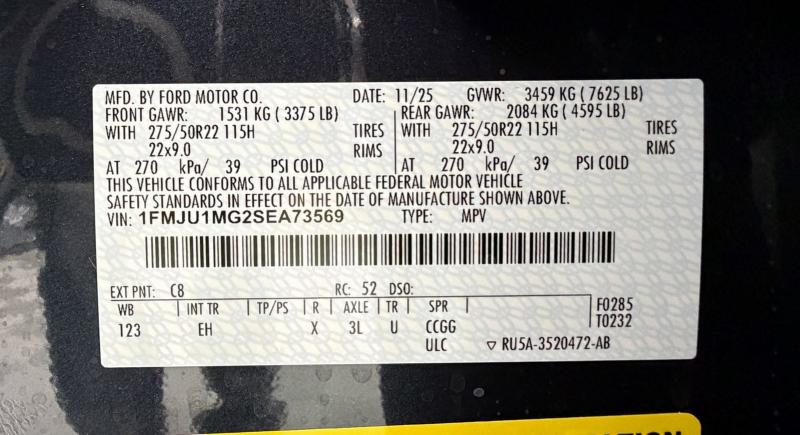 MFD. BY FORD MOTOR CO. DATE: 11/25 GVWR: 3459 KG ( 7625 LB)
FRONT GAWR: 1531 KG ( 3375 LB) REAR GAWR: 2084 KG ( 4595 LB)
WITH 275/50R22 115H TIRES WITH 275/50R22 115H TIRES
22x9.0 RIMS 22x9.0 RIMS
AT 270 kPa/ 39 PSI COLD AT 270 kPa/ 39 PSI COLD
THIS VEHICLE CONFORMS TO ALL APPLICABLE FEDERAL MOTOR VEHICLE
SAFETY STANDARDS IN EFFECT ON THE DATE OF MANUFACTURE SHOWN ABOVE.
VIN: 1FMJU1MG2SEA73569 TYPE: MPV
EXT PNT: C8 RC: 52 DSO:
WB INT TR TP/PS R AXLE TR SPR F0285
123 EH X 3L U CCGG T0232
ULC ▽ RU5A-3520472-AB